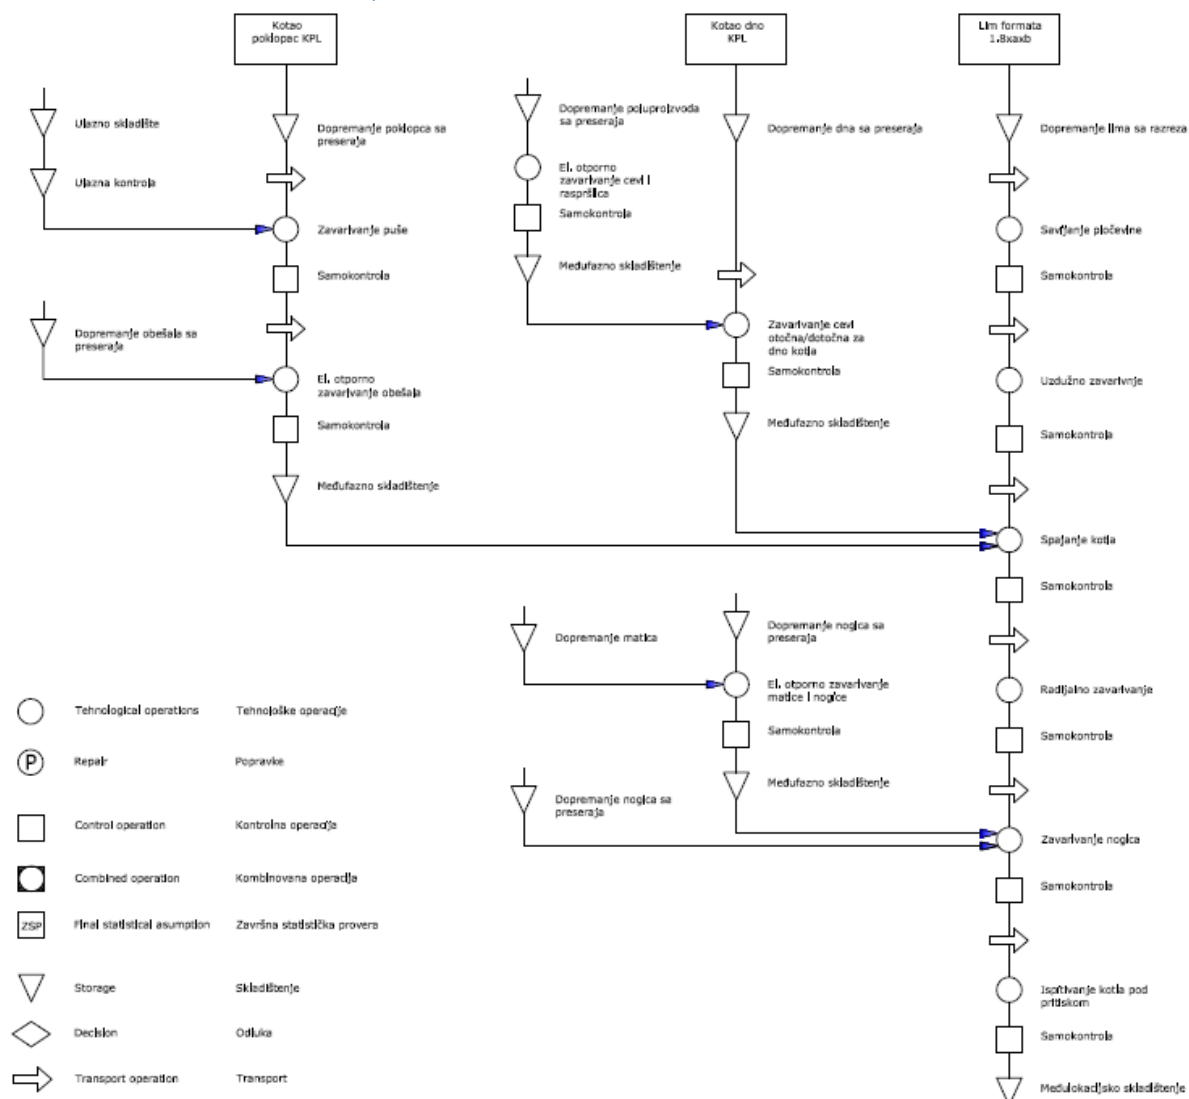 Kotao
poklopac KPL
Kotao dno
KPL
Lim formata
1.8xaxb
Ulazno skladište
Ulazna kontrola
Dopremanje poklopca sa
preseraja
Zavarivanje puše
Samokontrola
Dopremanje obešala sa
preseraja
El. otporno
zavarivanje obešala
Samokontrola
Međufazno skladištenje
Dopremanje poluproizvoda
sa preseraja
El. otporno
zavarivanje cevi i
raspršilca
Samokontrola
Međufazno skladištenje
Dopremanje dna sa preseraja
Zavarivanje cevi
otočna/dotočna za
dno kotla
Samokontrola
Međufazno skladištenje
Dopremanje lima sa razreza
Savijanje pločevine
Samokontrola
Uzdužno zavarivnje
Samokontrola
Spajanje kotla
Samokontrola
Dopremanje matica
Dopremanje nogica sa
preseraja
El. otporno zavarivanje
matice i nogice
Samokontrola
Međufazno skladištenje
Dopremanje nogica sa
preseraja
Radijalno zavarivanje
Samokontrola
Zavarivanje nogica
Samokontrola
Ispitivanje kotla pod
pritiskom
Samokontrola
Međulokacijsko skladištenje
Tehnological operations Tehnološke operacije
P Repair Popravke
Control operation Kontrolna operacija
Combined operation Kombinovana operacija
ZSP Final statistical asumption Završna statistička provera
Storage Skladištenje
Decision Odluka
Transport operation Transport